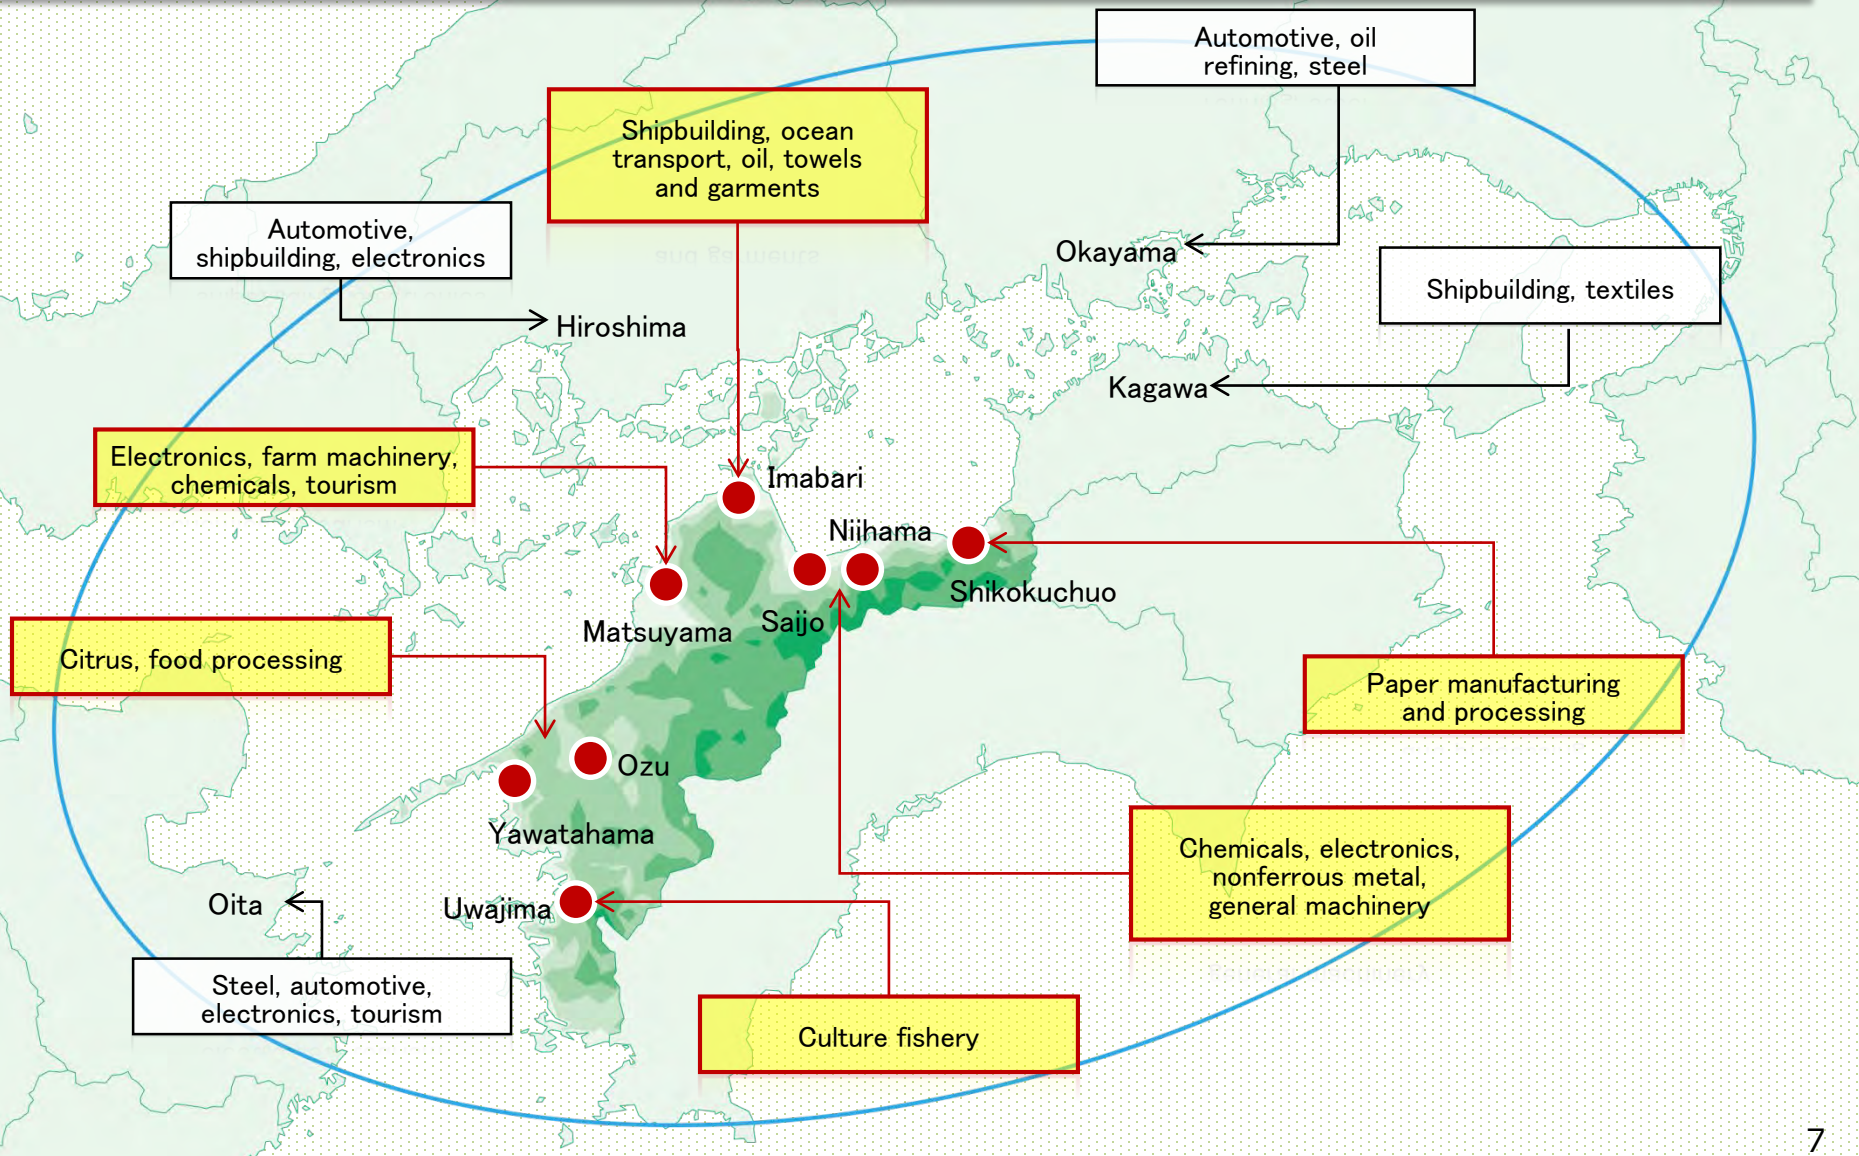 Automotive, oil
refining, steel
Shipbuilding, ocean
transport, oil, towels
and garments
Automotive,
shipbuilding, electronics
Okayama
Shipbuilding, textiles
Hiroshima
Kagawa
Electronics, farm machinery,
chemicals, tourism
Imabari
Niihama
Shikokuchuo
Saijo
Matsuyama
Citrus, food processing
Paper manufacturing
and processing
Ozu
Yawatahama
Chemicals, electronics,
nonferrous metal,
general machinery
Oita
Uwajima
Steel, automotive,
electronics, tourism
Culture fishery
7